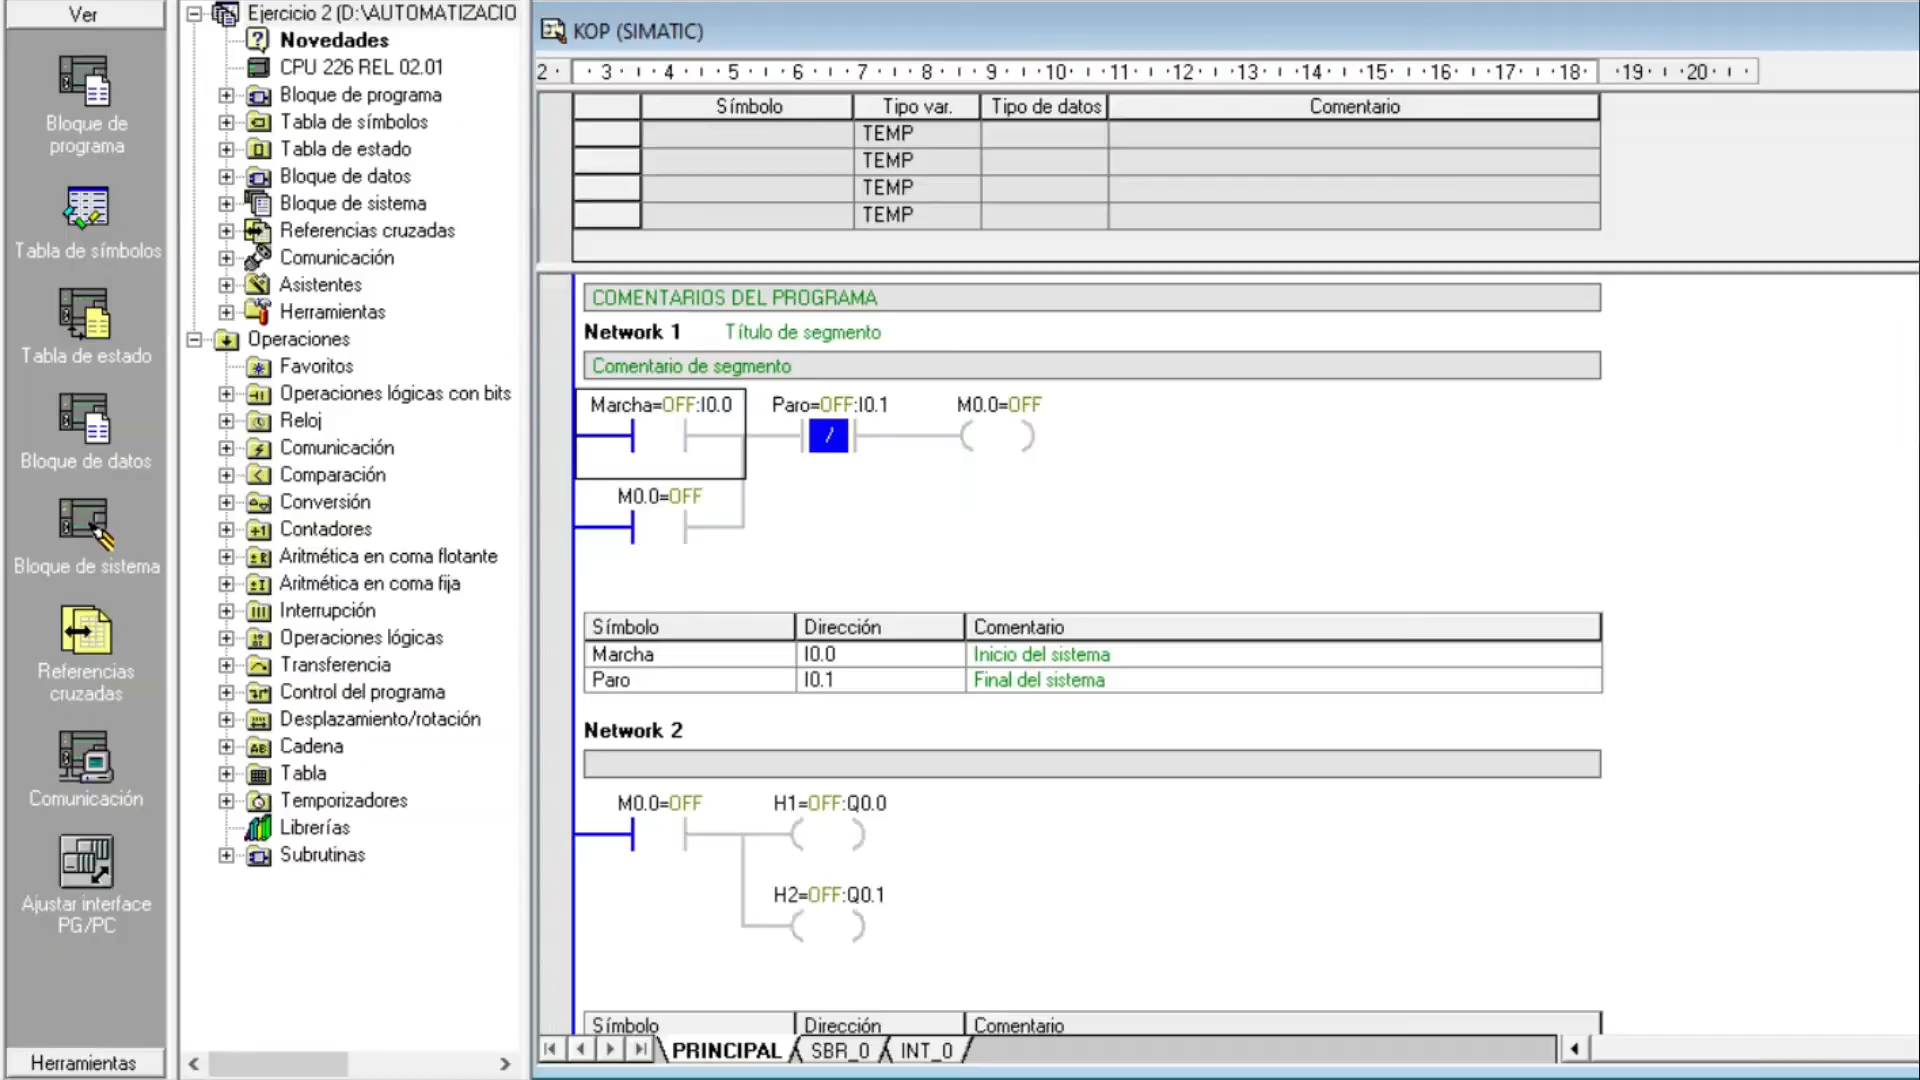 Ver
Bloque de
programa
Tabla de símbolos
Tabla de estado
Bloque de datos
Bloque de sistema
Referencias
cruzadas
Comunicación
Ajustar interface
PG/PC
Herramientas
Ejercicio 2 (D:\AUTOMATIZACIO
Novedades
CPU 226 REL 02.01
Bloque de programa
Tabla de símbolos
Tabla de estado
Bloque de datos
Bloque de sistema
Referencias cruzadas
Comunicación
Asistentes
Herramientas
Operaciones
Favoritos
Operaciones lógicas con bits
Reloj
Comunicación
Comparación
Conversión
Contadores
Aritmética en coma flotante
Aritmética en coma fija
Interrupción
Operaciones lógicas
Transferencia
Control del programa
Desplazamiento/rotación
Cadena
Tabla
Temporizadores
Librerías
Subrutinas
KOP (SIMATIC)
2 · · 3 · ı · 4 · ı · 5 · ı · 6 · ı · 7 · ı · 8 · ı · 9 · ı · 10 · ı · 11 · ı · 12 · ı · 13 · ı · 14 · ı · 15 · ı · 16 · ı · 17 · ı · 18 · · 19 · ı · 20 · ı ·
Símbolo Tipo var. Tipo de datos Comentario
TEMP
TEMP
TEMP
TEMP
COMENTARIOS DEL PROGRAMA
Network 1 Título de segmento
Comentario de segmento
Marcha=OFF:I0.0 Paro=OFF:I0.1 M0.0=OFF
/
M0.0=OFF
Símbolo Dirección Comentario
Marcha I0.0 Inicio del sistema
Paro I0.1 Final del sistema
Network 2
M0.0=OFF H1=OFF:Q0.0
H2=OFF:Q0.1
Símbolo Dirección Comentario
PRINCIPAL SBR_0 INT_0